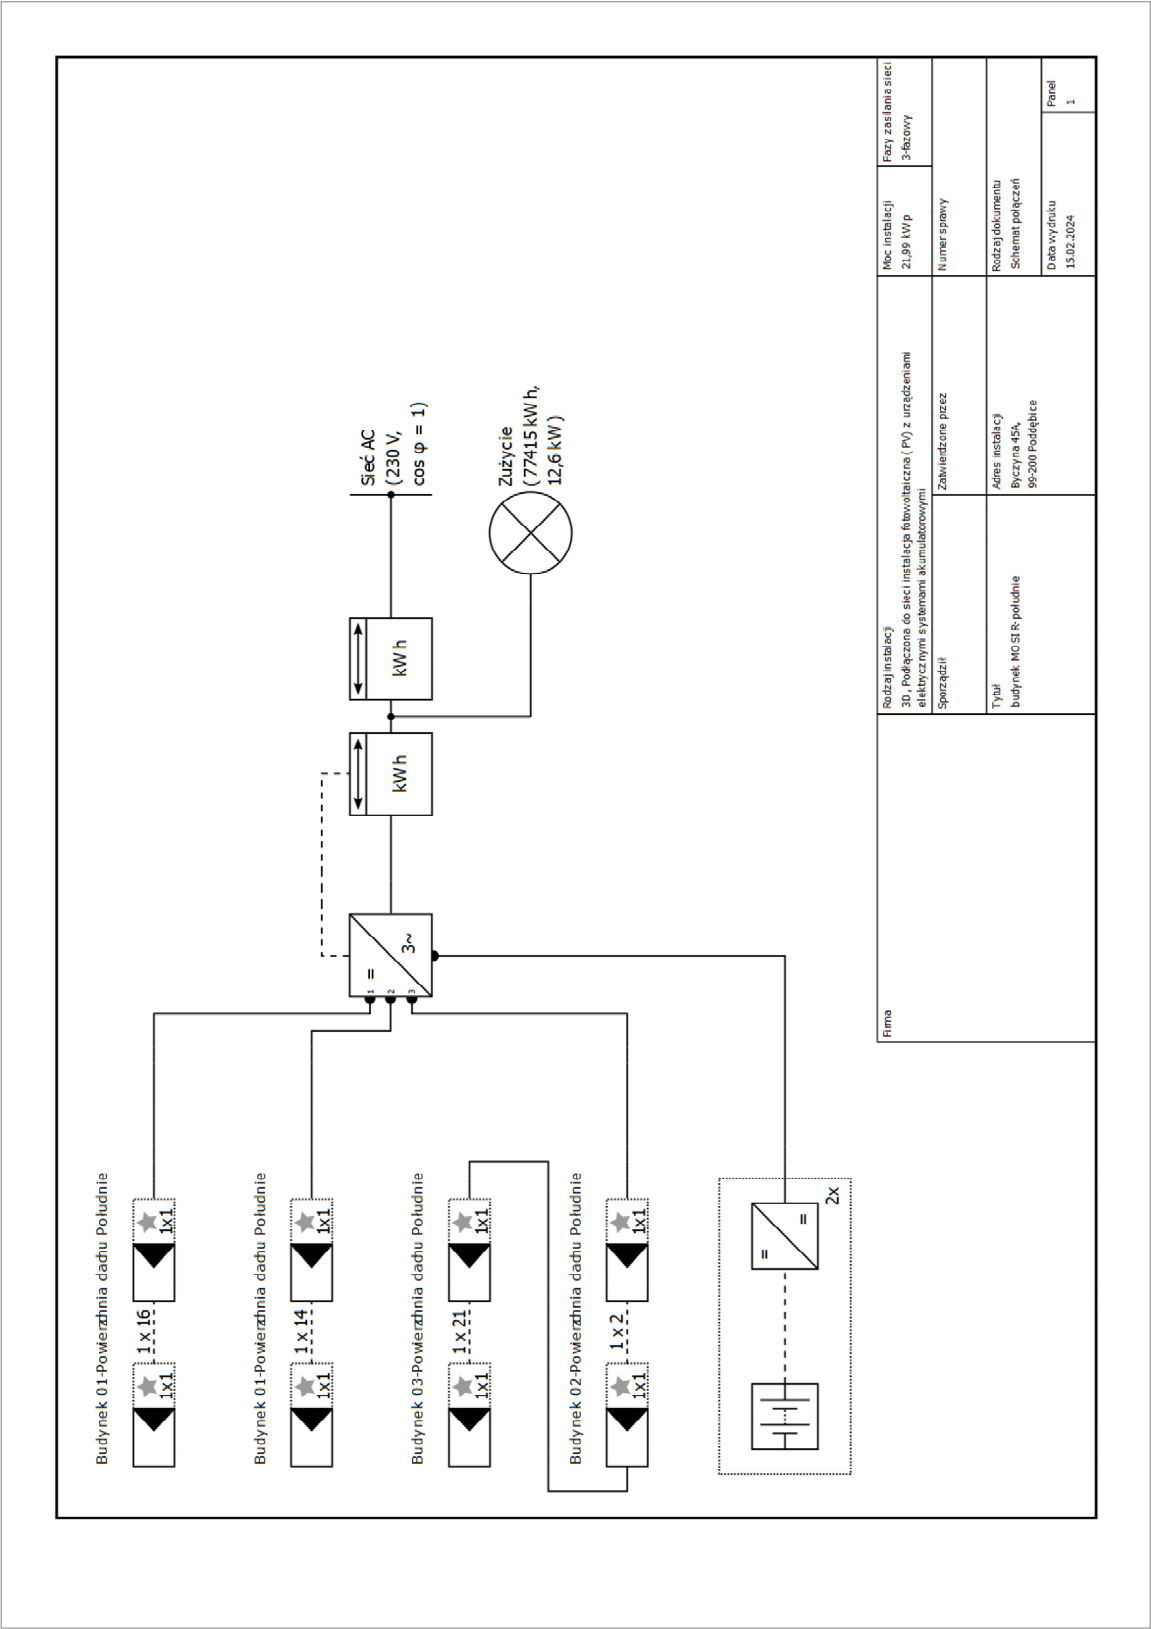 Budynek 01-Powierzchnia dachu Południe
1x1
1 x 16
1x1
Budynek 01-Powierzchnia dachu Południe
1x1
1 x 14
1x1
Budynek 03-Powierzchnia dachu Południe
1x1
1 x 21
1x1
Budynek 02-Powierzchnia dachu Południe
1x1
1 x 2
1x1
2x
=
=
=
3~
1
2
3
kWh
kWh
Sieć AC
(230 V,
cos φ = 1)
Zużycie
(77415 kWh,
12,6 kW)
Firma
Rodzaj instalacji
3D, Podłączona do sieci instalacja fotowoltaiczna (PV) z urządzeniami
elektrycznymi systemami akumulatorowymi
Moc instalacji
21,99 kWp
Fazy zasilania sieci
3-fazowy
Sporządził
Zatwierdzone przez
Numer sprawy
Tytuł
budynek MOSIR-południe
Adres instalacji
Byczyna 45A,
99-200 Poddębice
Rodzaj dokumentu
Schemat połączeń
Data wydruku
15.02.2024
Panel
1